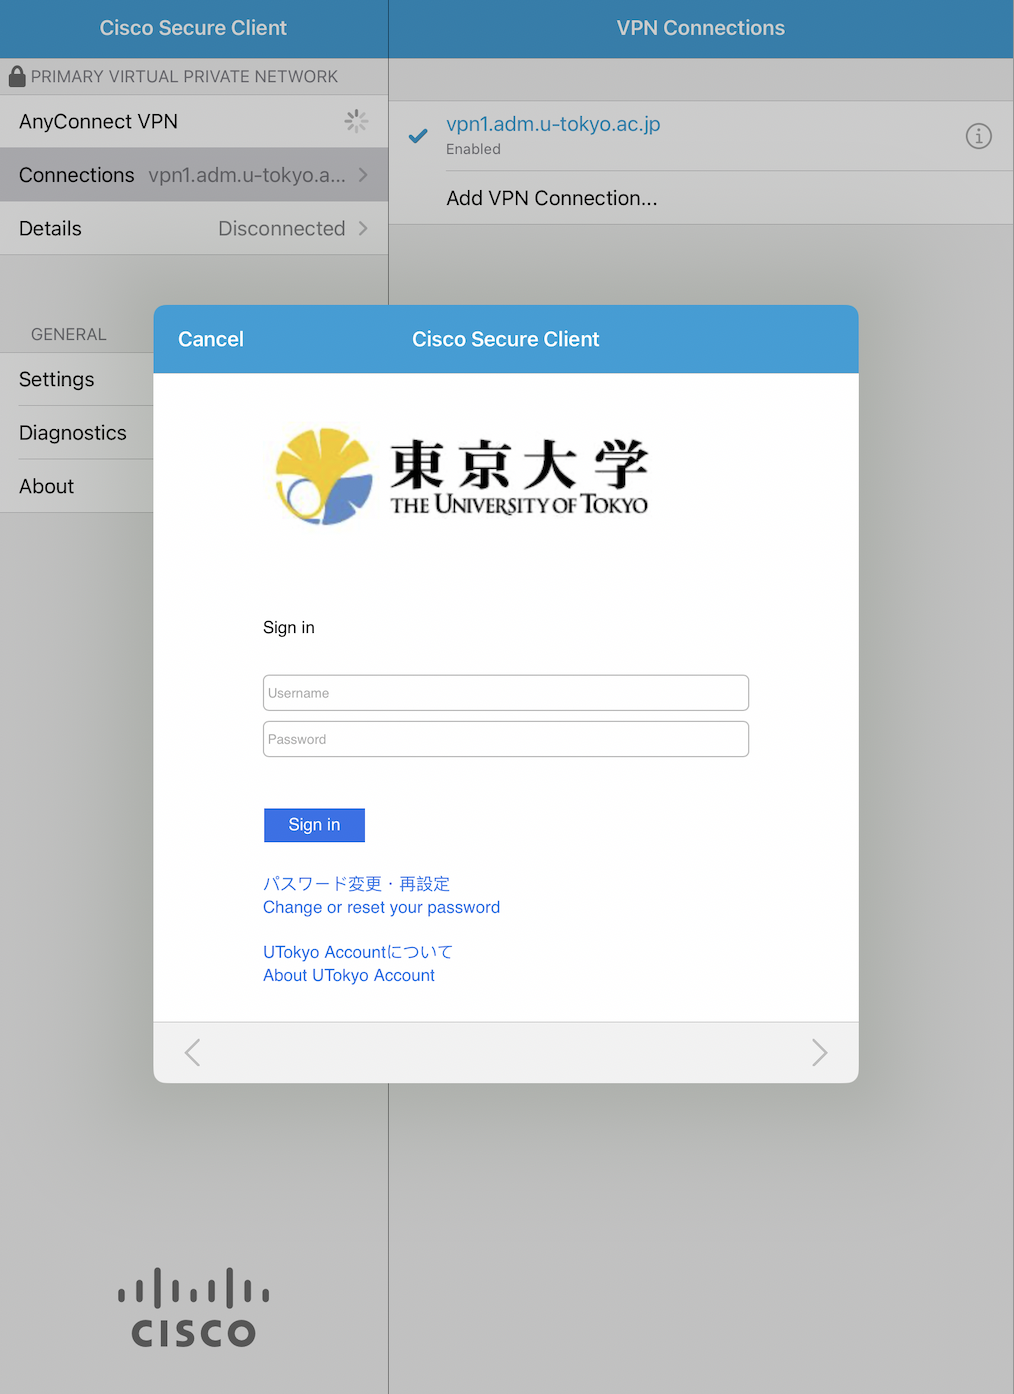 Cisco Secure Client
VPN Connections
PRIMARY VIRTUAL PRIVATE NETWORK
AnyConnect VPN
Connections vpn1.adm.u-tokyo.a...
Details Disconnected
vpn1.adm.u-tokyo.ac.jp
Enabled
Add VPN Connection...
GENERAL
Settings
Diagnostics
About
Cancel
Cisco Secure Client
東京大学
THE UNIVERSITY OF TOKYO
Sign in
Username
Password
Sign in
パスワード変更・再設定
Change or reset your password
UTokyo Accountについて
About UTokyo Account
CISCO